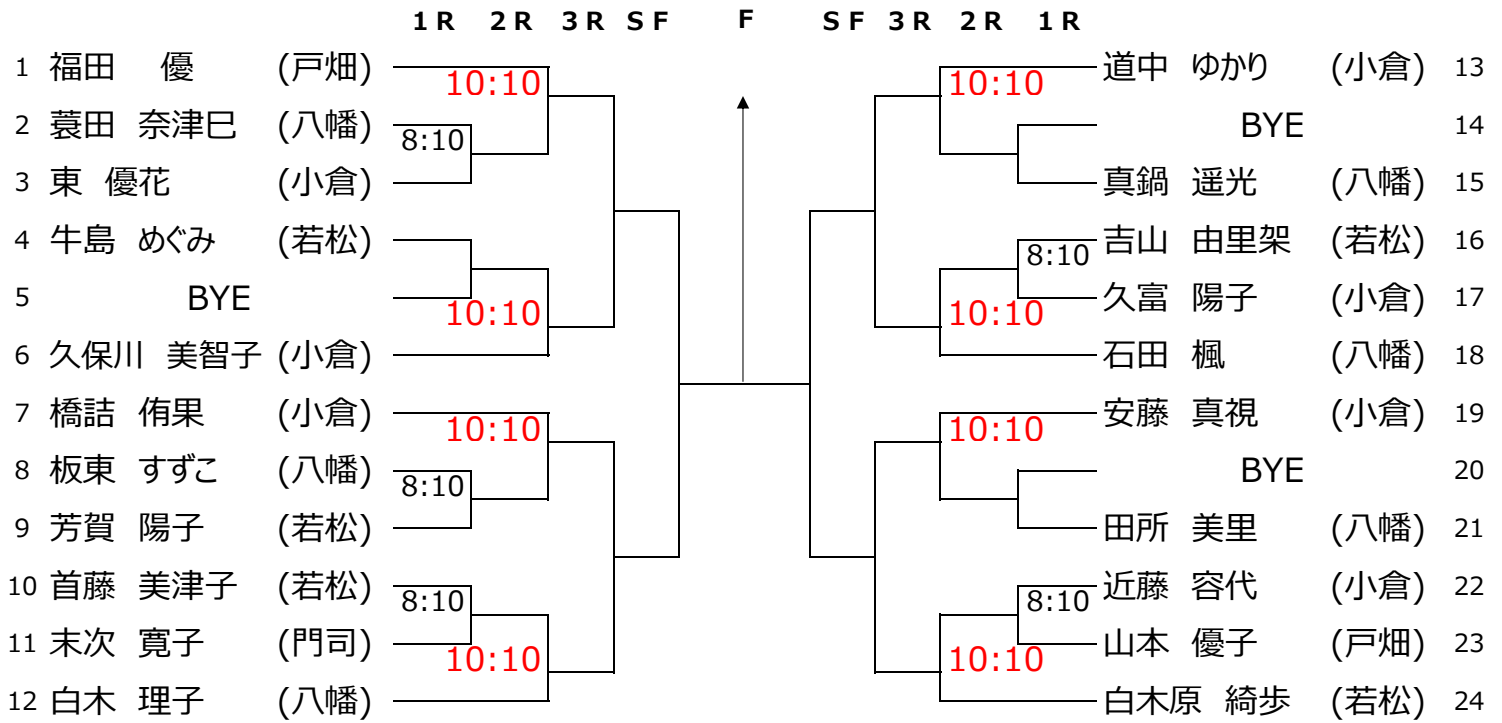 1R 2R 3R SF F SF 3R 2R 1R
1 福田 優 (戸畑) 10:10 10:10 道中 ゆかり (小倉) 13
2 蓑田 奈津巳 (八幡) 8:10 BYE 14
3 東 優花 (小倉) 真鍋 遥光 (八幡) 15
4 牛島 めぐみ (若松) 8:10 吉山 由里架 (若松) 16
5 BYE 10:10 10:10 久富 陽子 (小倉) 17
6 久保川 美智子 (小倉) 石田 楓 (八幡) 18
7 橋詰 侑果 (小倉) 10:10 10:10 安藤 真視 (小倉) 19
8 板東 すずこ (八幡) 8:10 BYE 20
9 芳賀 陽子 (若松) 田所 美里 (八幡) 21
10 首藤 美津子 (若松) 8:10 8:10 近藤 容代 (小倉) 22
11 末次 寛子 (門司) 10:10 10:10 山本 優子 (戸畑) 23
12 白木 理子 (八幡) 白木原 綺歩 (若松) 24